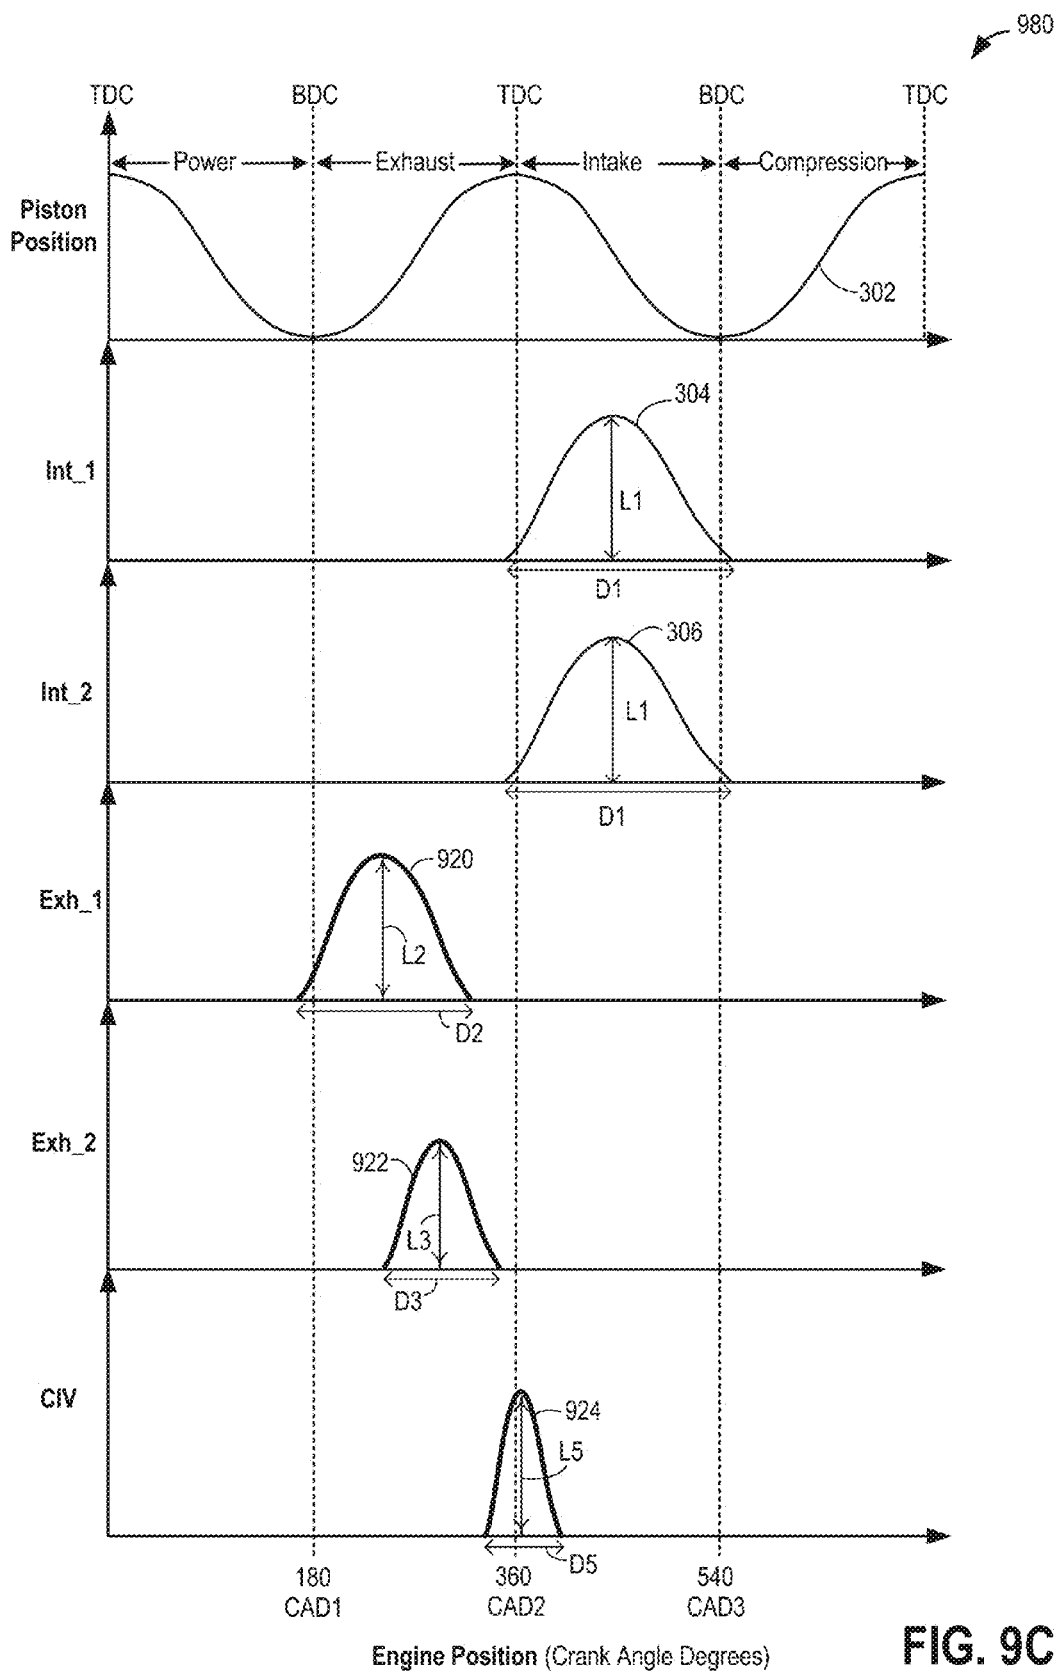 980
TDC BDC TDC BDC TDC
Power Exhaust Intake Compression
Piston
Position
302
304
Int_1
L1
D1
306
Int_2
L1
D1
920
Exh_1
L2
D2
Exh_2
922
L3
D3
CIV
924
L5
D5
180 360 540
CAD1 CAD2 CAD3
Engine Position (Crank Angle Degrees)
FIG. 9C